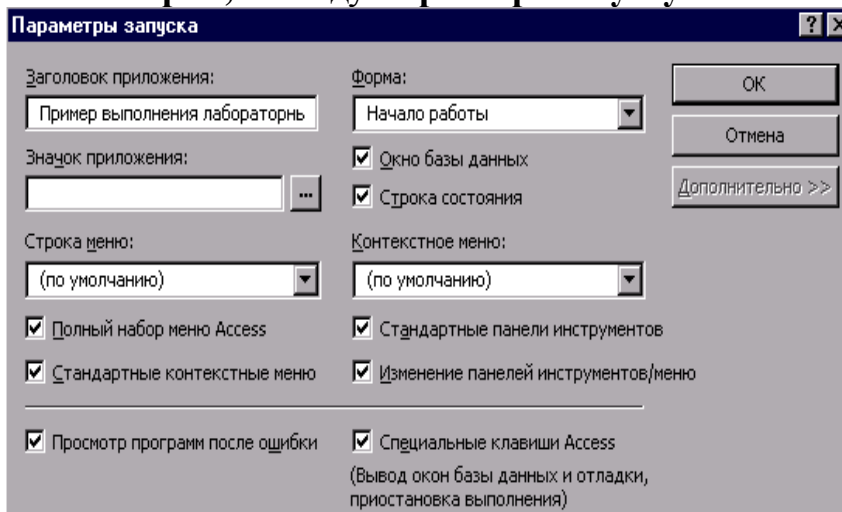 Параметры запуска
Заголовок приложения:
Форма:
OK
Пример выполнения лабораторнь
Начало работы
Отмена
Значок приложения:
Окно базы данных
...
Строка состояния
Дополнительно >>
Строка меню:
Контекстное меню:
(по умолчанию)
(по умолчанию)
Полный набор меню Access
Стандартные панели инструментов
Стандартные контекстные меню
Изменение панелей инструментов/меню
Просмотр программ после ошибки
Специальные клавиши Access
(Вывод окон базы данных и отладки,
приостановка выполнения)